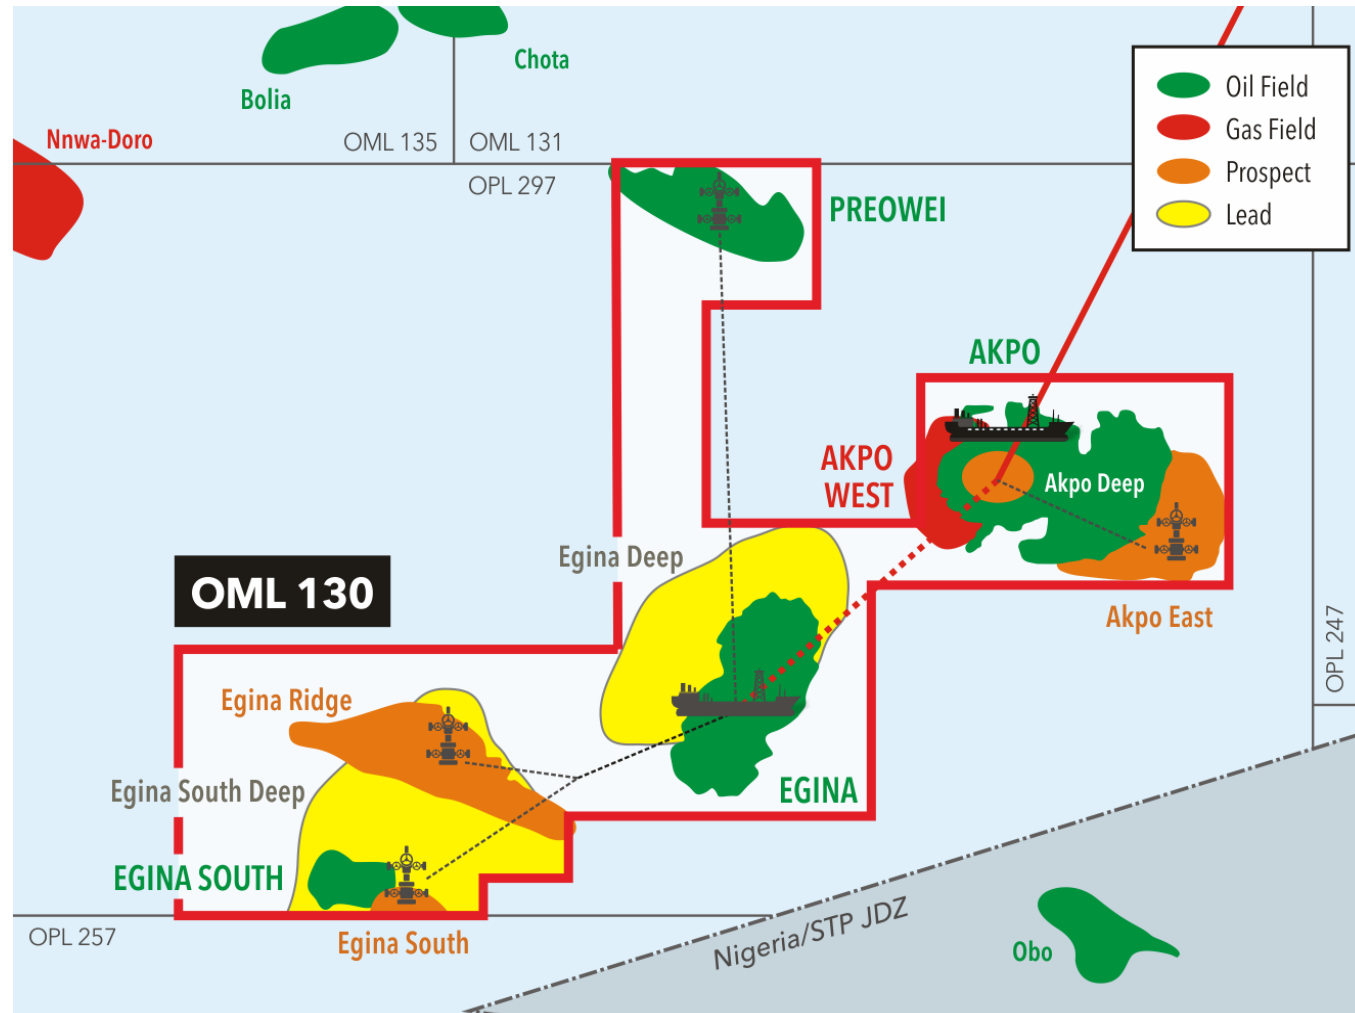 Chota
Bolia
Nnwa-Doro
OML 135
OML 131
OPL 297
Oil Field
Gas Field
Prospect
Lead
PREOWEI
AKPO
AKPO
WEST
Akpo Deep
Egina Deep
OML 130
Akpo East
OPL 247
Egina Ridge
Egina South Deep
EGINA
EGINA SOUTH
OPL 257
Egina South
Nigeria/STP JDZ
Obo